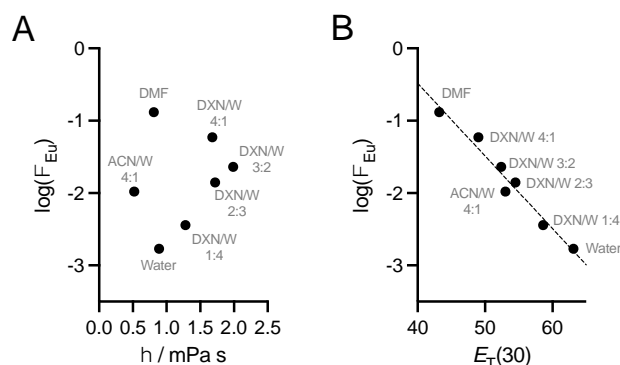 A
0
-1
-2
-3
log(F Eu)
DMF
DXN/W
4:1
DXN/W
3:2
ACN/W
4:1
DXN/W
2:3
DXN/W
1:4
Water
0.0 0.5 1.0 1.5 2.0 2.5
h / mPa s
B
0
-1
-2
-3
log(F Eu)
DMF
DXN/W 4:1
DXN/W 3:2
DXN/W 2:3
ACN/W
4:1
DXN/W 1:4
Water
40 50 60
E T(30)